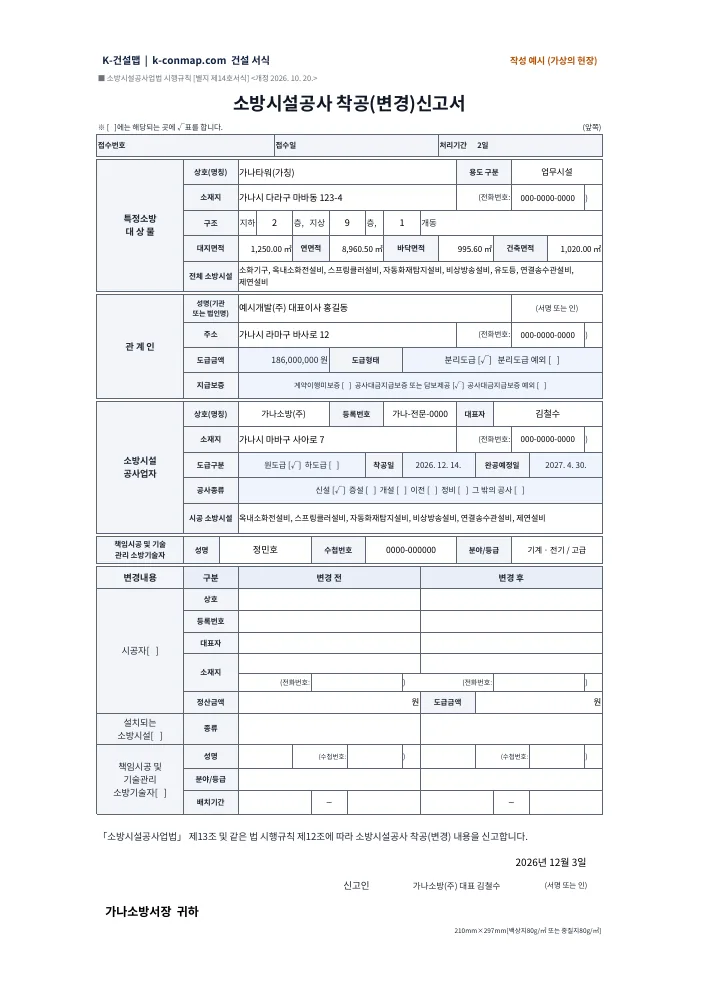 K-건설맵 | k-conmap.com 건설 서식
작성 예시 (가상의 현장)
■ 소방시설공사업법 시행규칙 [별지 제14호서식] <개정 2026. 10. 20.>
소방시설공사 착공(변경)신고서
※ [ ]에는 해당되는 곳에 √표를 합니다.
(앞쪽)
접수번호 접수일 처리기간 2일
특정소방
대 상 물
상호(명칭) 가나타워(가칭) 용도 구분 업무시설
소재지 가나시 다라구 마바동 123-4 (전화번호: 000-0000-0000 )
구조 지하 2 층, 지상 9 층, 1 개동
대지면적 1,250.00 ㎡ 연면적 8,960.50 ㎡ 바닥면적 995.60 ㎡ 건축면적 1,020.00 ㎡
전체 소방시설 소화기구, 옥내소화전설비, 스프링클러설비, 자동화재탐지설비, 비상방송설비, 유도등, 연결송수관설비,
제연설비
관 계 인
성명(기관
또는 법인명)
예시개발(주) 대표이사 홍길동 (서명 또는 인)
주소 가나시 라마구 바사로 12 (전화번호: 000-0000-0000 )
도급금액 186,000,000 원 도급형태 분리도급 [√] 분리도급 예외 [ ]
지급보증 계약이행미보증 [ ] 공사대금지급보증 또는 담보제공 [√] 공사대금지급보증 예외 [ ]
소방시설
공사업자
상호(명칭) 가나소방(주) 등록번호 가나-전문-0000 대표자 김철수
소재지 가나시 마바구 사아로 7 (전화번호: 000-0000-0000 )
도급구분 원도급 [√] 하도급 [ ] 착공일 2026. 12. 14. 완공예정일 2027. 4. 30.
공사종류 신설 [√] 증설 [ ] 개설 [ ] 이전 [ ] 정비 [ ] 그 밖의 공사 [ ]
시공 소방시설 옥내소화전설비, 스프링클러설비, 자동화재탐지설비, 비상방송설비, 연결송수관설비, 제연설비
책임시공 및 기술
관리 소방기술자
성명 정민호 수첩번호 0000-000000 분야/등급 기계 · 전기 / 고급
변경내용 구분 변경 전 변경 후
시공자[ ]
상호
등록번호
대표자
소재지
(전화번호: ) (전화번호: )
정산금액 원 도급금액 원
설치되는
소방시설[ ]
종류
책임시공 및
기술관리
소방기술자[ ]
성명 (수첩번호: ) (수첩번호: )
분야/등급
배치기간 ~ ~
「소방시설공사업법」 제13조 및 같은 법 시행규칙 제12조에 따라 소방시설공사 착공(변경) 내용을 신고합니다.
2026년 12월 3일
신고인 가나소방(주) 대표 김철수 (서명 또는 인)
가나소방서장 귀하
210mm×297mm[백상지80g/㎡ 또는 중질지80g/㎡]